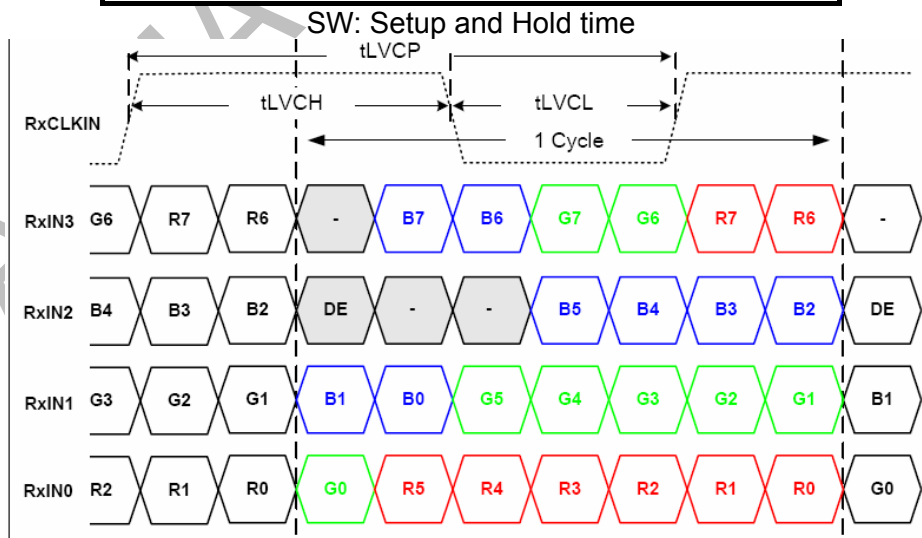 SW: Setup and Hold time
tLVCP
tLVCH tLVCL
RxCLKIN
1 Cycle
RxIN3 G6 R7 R6 - B7 B6 G7 G6 R7 R6 -
RxIN2 B4 B3 B2 DE - - B5 B4 B3 B2 DE
RxIN1 G3 G2 G1 B1 B0 G5 G4 G3 G2 G1 B1
RxIN0 R2 R1 R0 G0 R5 R4 R3 R2 R1 R0 G0